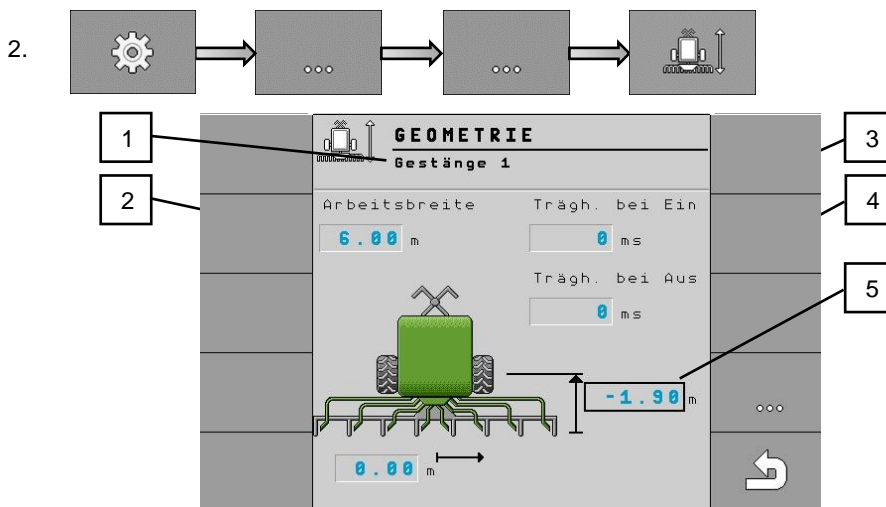 2.
1
GEOMETRIE
Gestänge 1
3
2
Arbeitsbreite Trägh. bei Ein
4
6.00 m 0 ms
Trägh. bei Aus
5
0 ms
-1.90 m
0.00 m